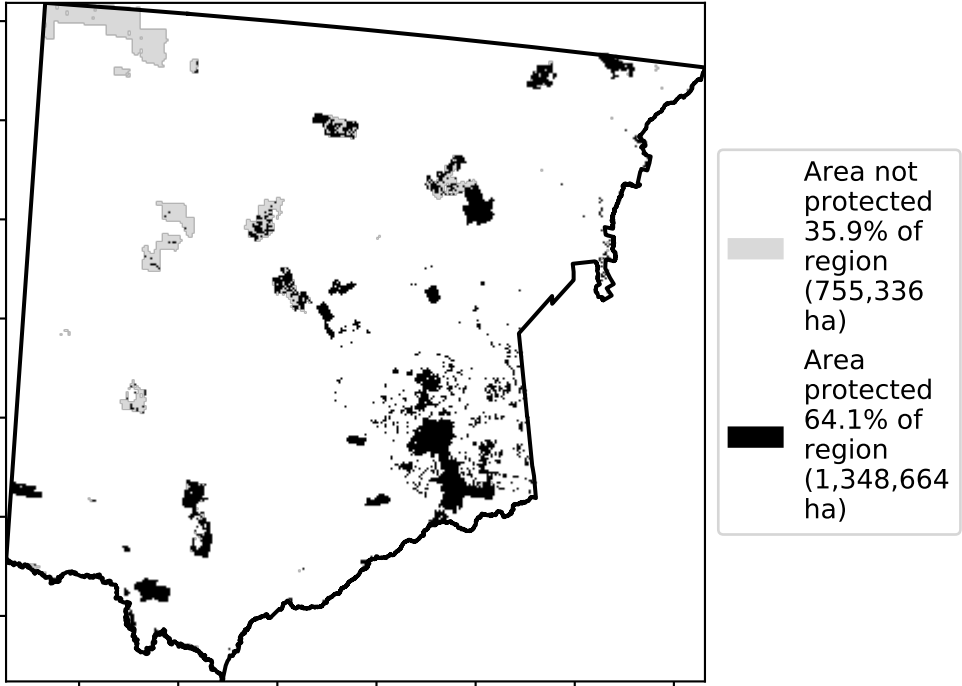 Area not
protected
35.9% of
region
(755,336
ha)
Area
protected
64.1% of
region
(1,348,664
ha)